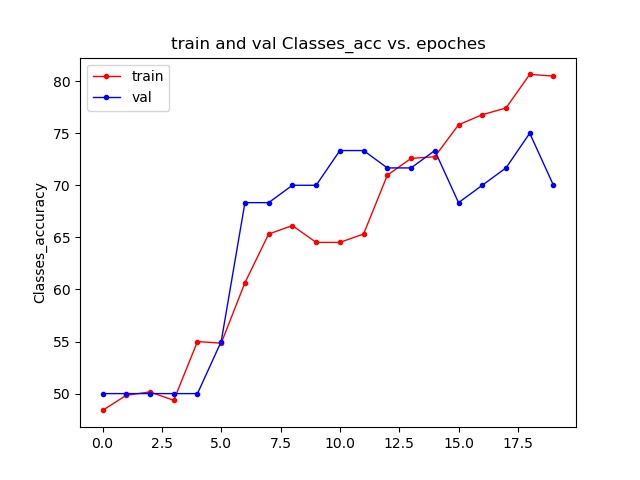 train and val Classes_acc vs. epoches
train
val
Classes_accuracy
80
75
70
65
60
55
50
0.0 2.5 5.0 7.5 10.0 12.5 15.0 17.5